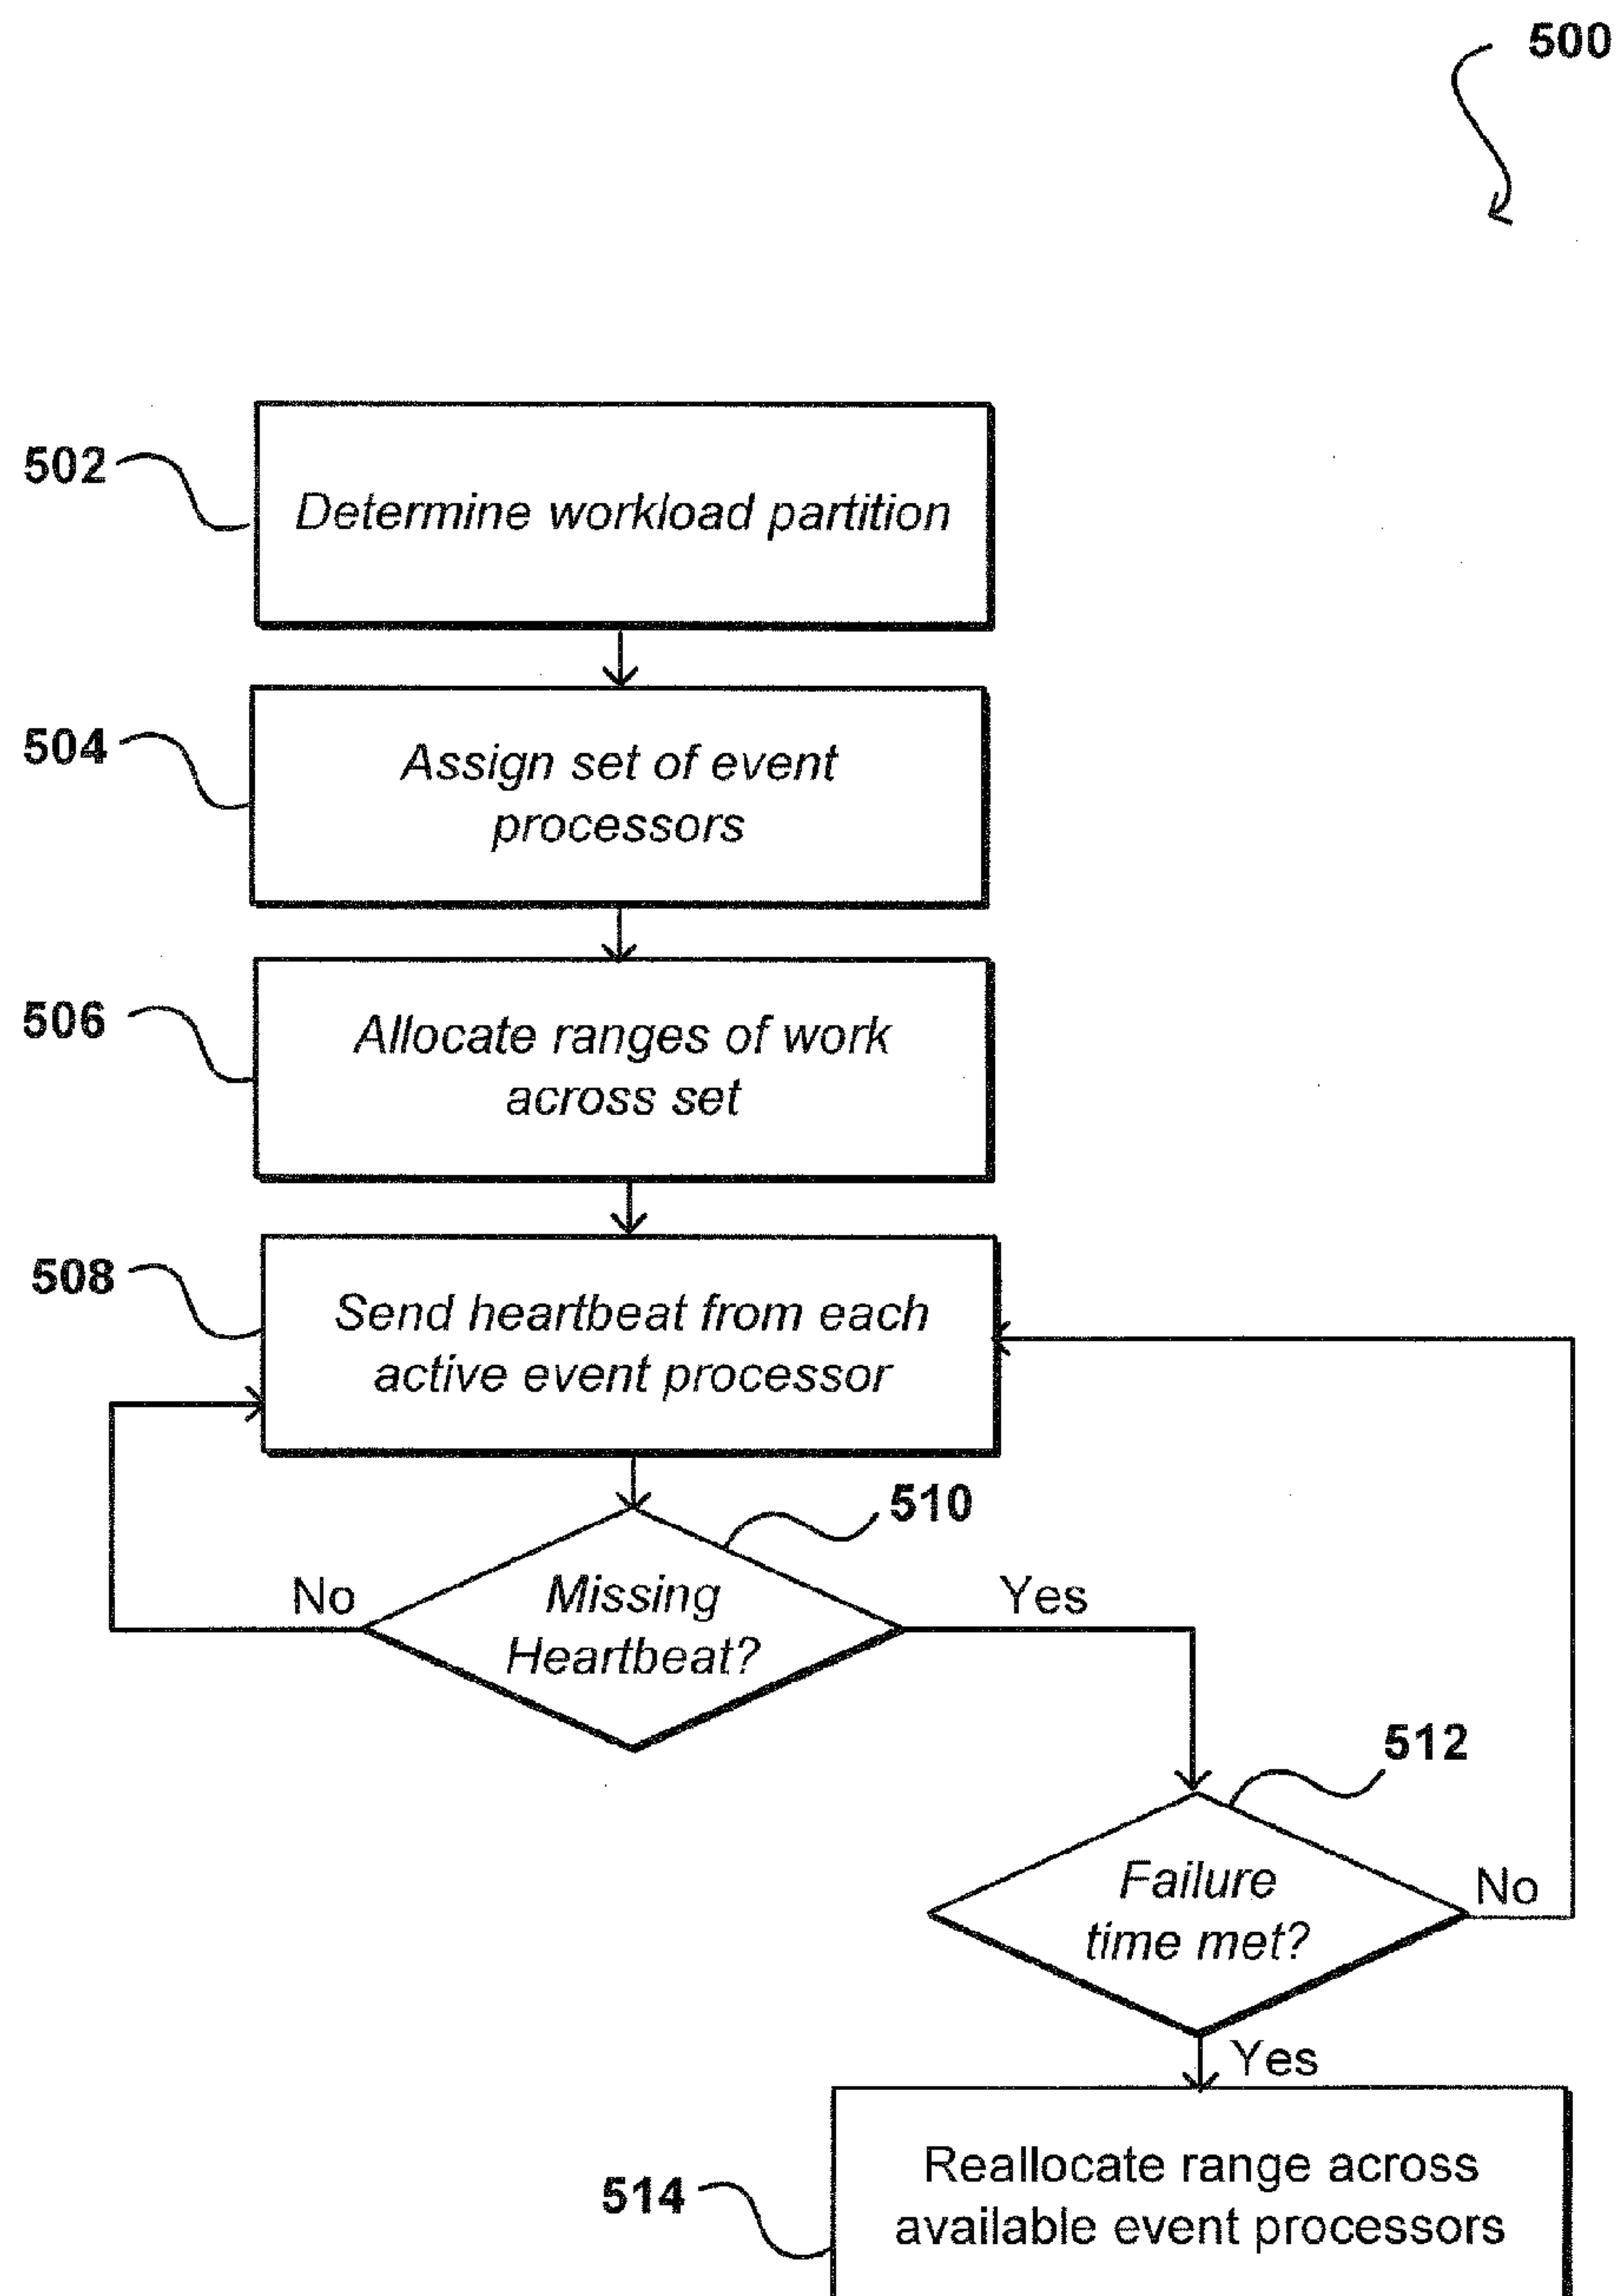 500
502
Determine workload partition
504
Assign set of event
processors
506
Allocate ranges of work
across set
508
Send heartbeat from each
active event processor
510
No
Missing
Heartbeat?
Yes
512
Failure
time met?
No
Yes
514
Reallocate range across
available event processors